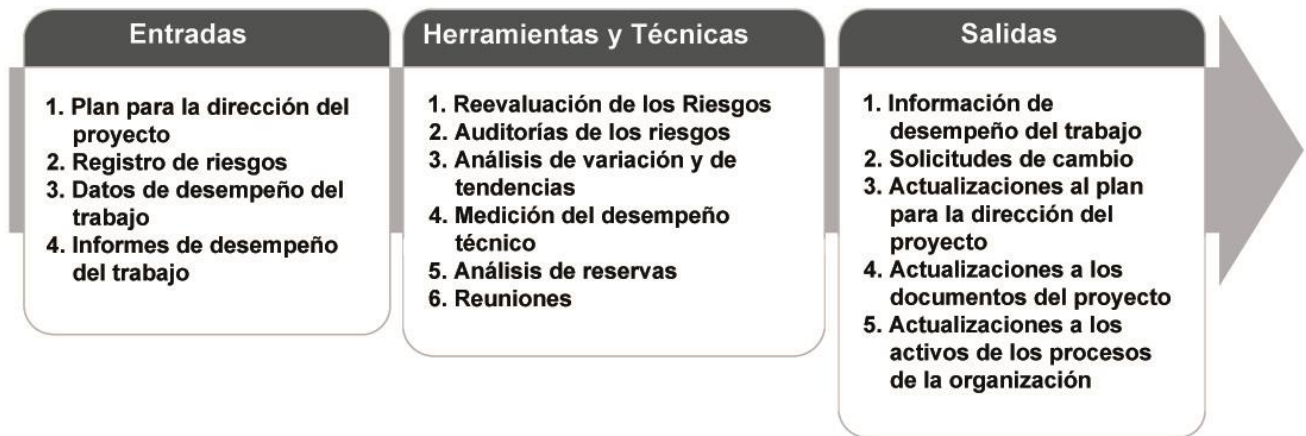 Entradas
1. Plan para la dirección del
proyecto
2. Registro de riesgos
3. Datos de desempeño del
trabajo
4. Informes de desempeño
del trabajo
Herramientas y Técnicas
1. Reevaluación de los Riesgos
2. Auditorías de los riesgos
3. Análisis de variación y de
tendencias
4. Medición del desempeño
técnico
5. Análisis de reservas
6. Reuniones
Salidas
1. Información de
desempeño del trabajo
2. Solicitudes de cambio
3. Actualizaciones al plan
para la dirección del
proyecto
4. Actualizaciones a los
documentos del proyecto
5. Actualizaciones a los
activos de los procesos
de la organización